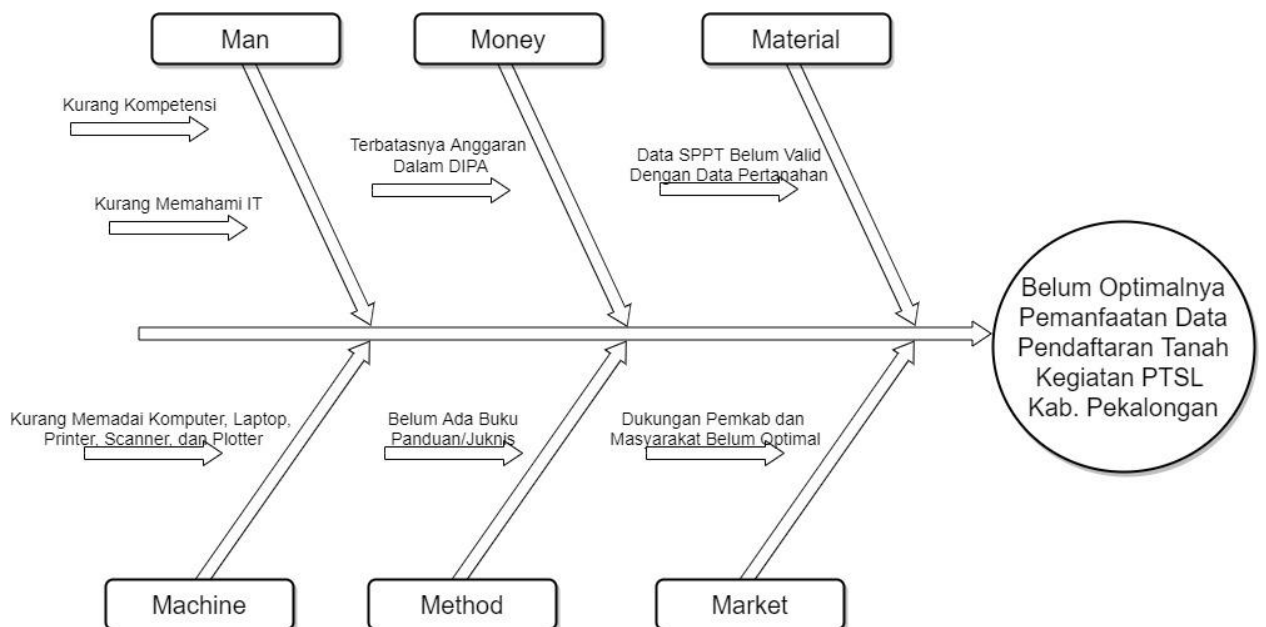 Man
Money
Material
Kurang Kompetensi
Terbatasnya Anggaran
Dalam DIPA
Data SPPT Belum Valid
Dengan Data Pertanahan
Kurang Memahami IT
Belum Optimalnya
Pemanfaatan Data
Pendaftaran Tanah
Kegiatan PTSL
Kab. Pekalongan
Kurang Memadai Komputer, Laptop,
Printer, Scanner, dan Plotter
Belum Ada Buku
Panduan/Juknis
Dukungan Pemkab dan
Masyarakat Belum Optimal
Machine
Method
Market